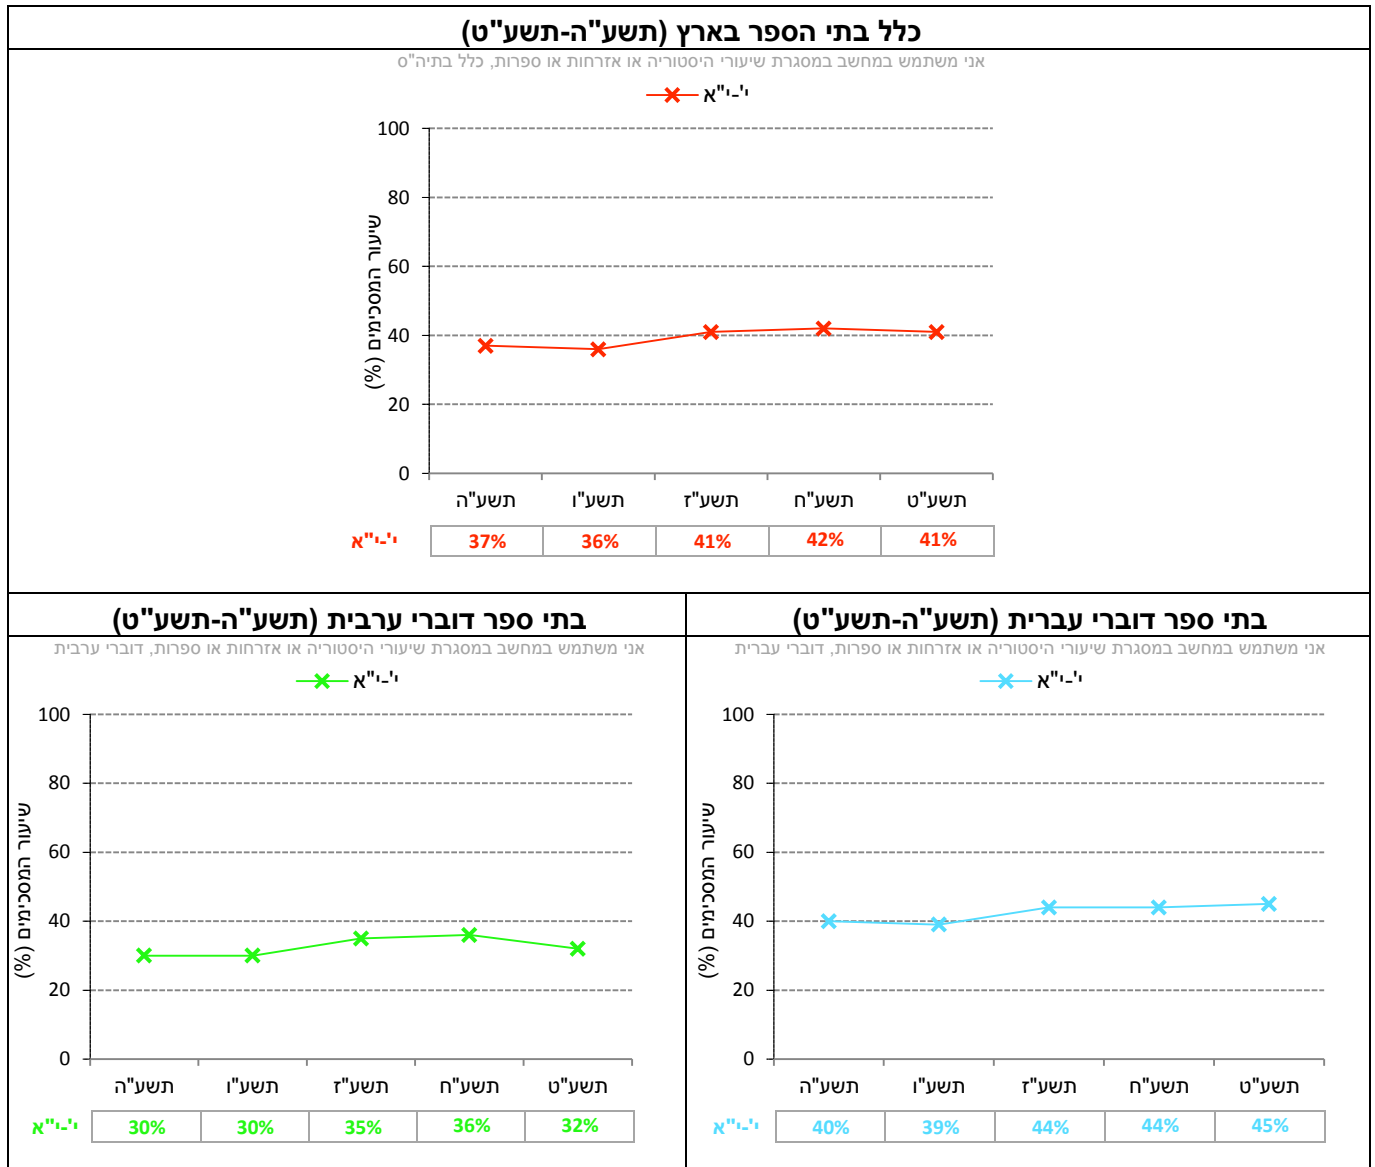 כלל בתי הספר בארץ (תשע"ה-תשע"ט)
אני משתמש במחשב במסגרת שיעורי היסטוריה או אזרחות או ספרות, כלל בתיה"ס
י'-י"א
שיעור המסכימים (%)
100
80
60
40
20
0
תשע"ה תשע"ו תשע"ז תשע"ח תשע"ט
י'-י"א 37% 36% 41% 42% 41%
בתי ספר דוברי עברית (תשע"ה-תשע"ט)
אני משתמש במחשב במסגרת שיעורי היסטוריה או אזרחות או ספרות, דוברי עברית
י'-י"א
שיעור המסכימים (%)
100
80
60
40
20
0
תשע"ה תשע"ו תשע"ז תשע"ח תשע"ט
י'-י"א 40% 39% 44% 44% 45%
בתי ספר דוברי ערבית (תשע"ה-תשע"ט)
אני משתמש במחשב במסגרת שיעורי היסטוריה או אזרחות או ספרות, דוברי ערבית
י'-י"א
שיעור המסכימים (%)
100
80
60
40
20
0
תשע"ה תשע"ו תשע"ז תשע"ח תשע"ט
י'-י"א 30% 30% 35% 36% 32%